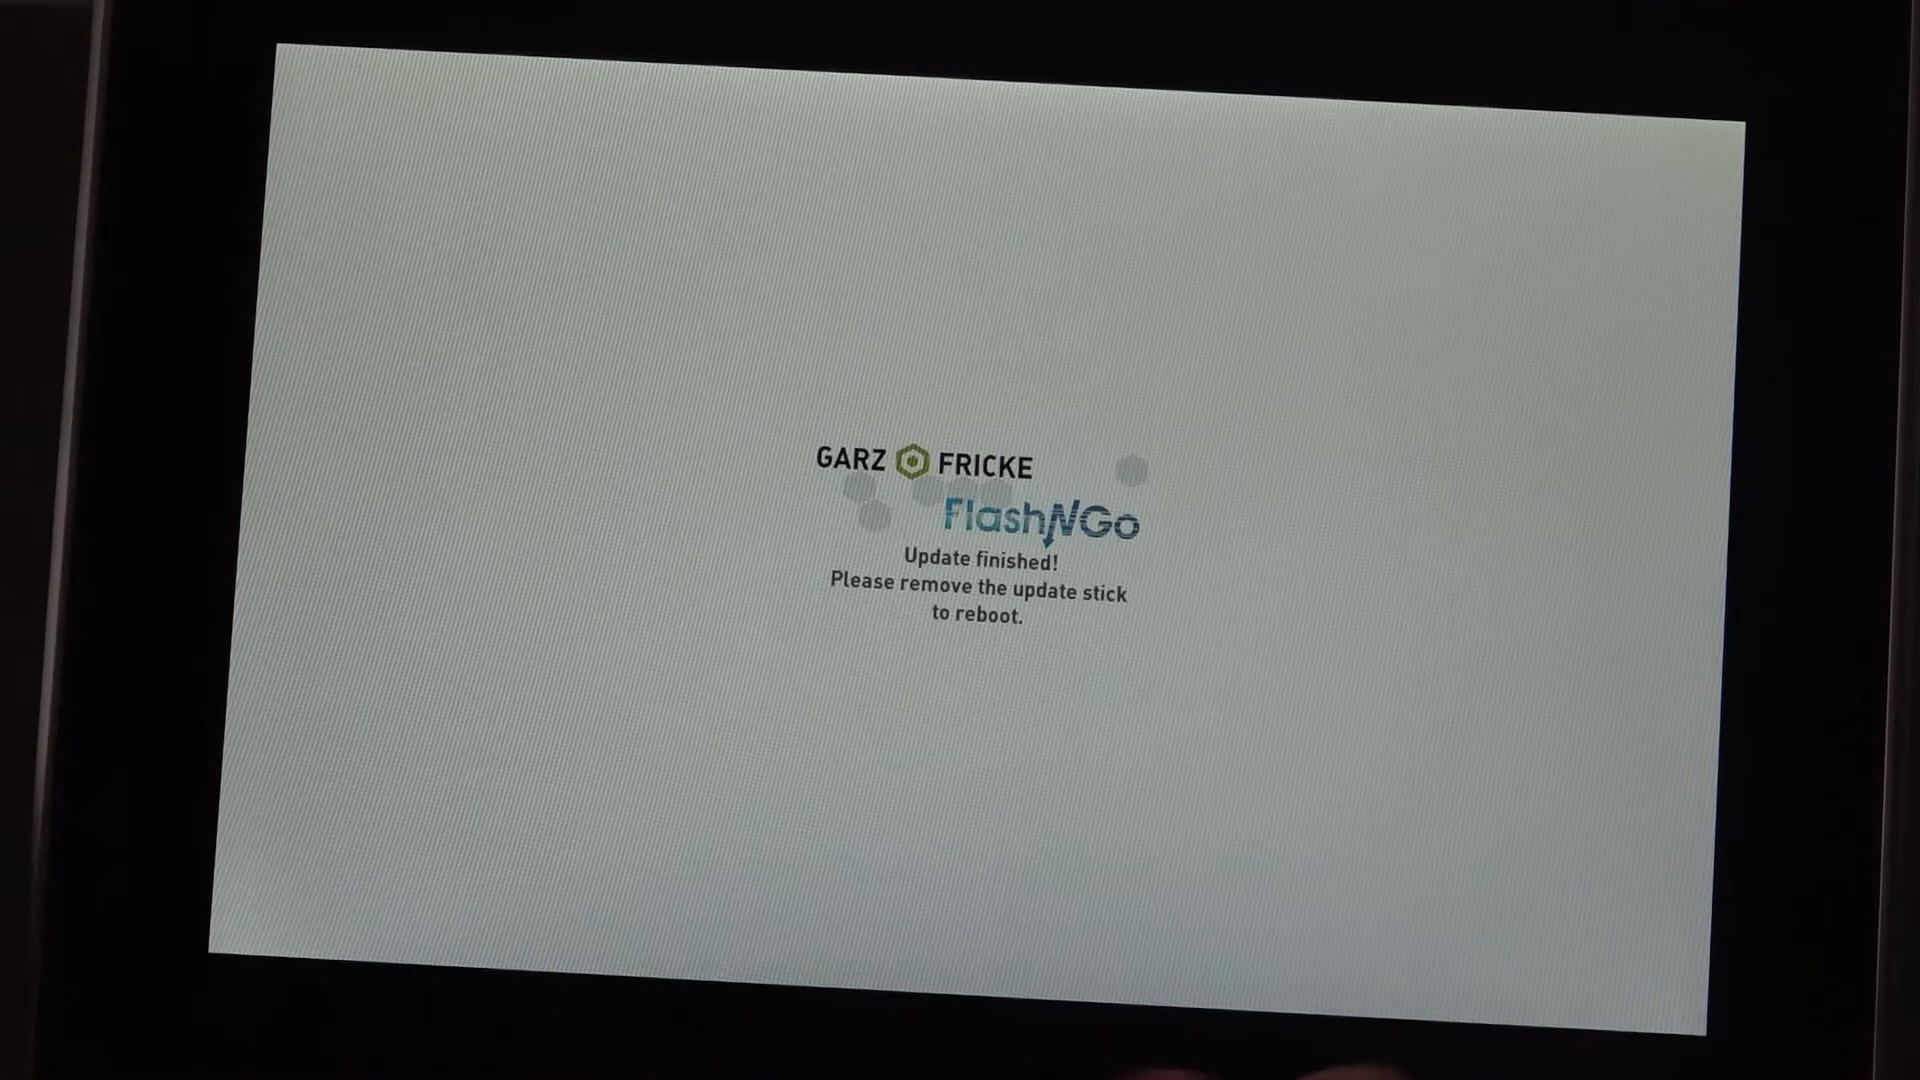 GARZ FRICKE
FlashNGo
Update finished!
Please remove the update stick
to reboot.